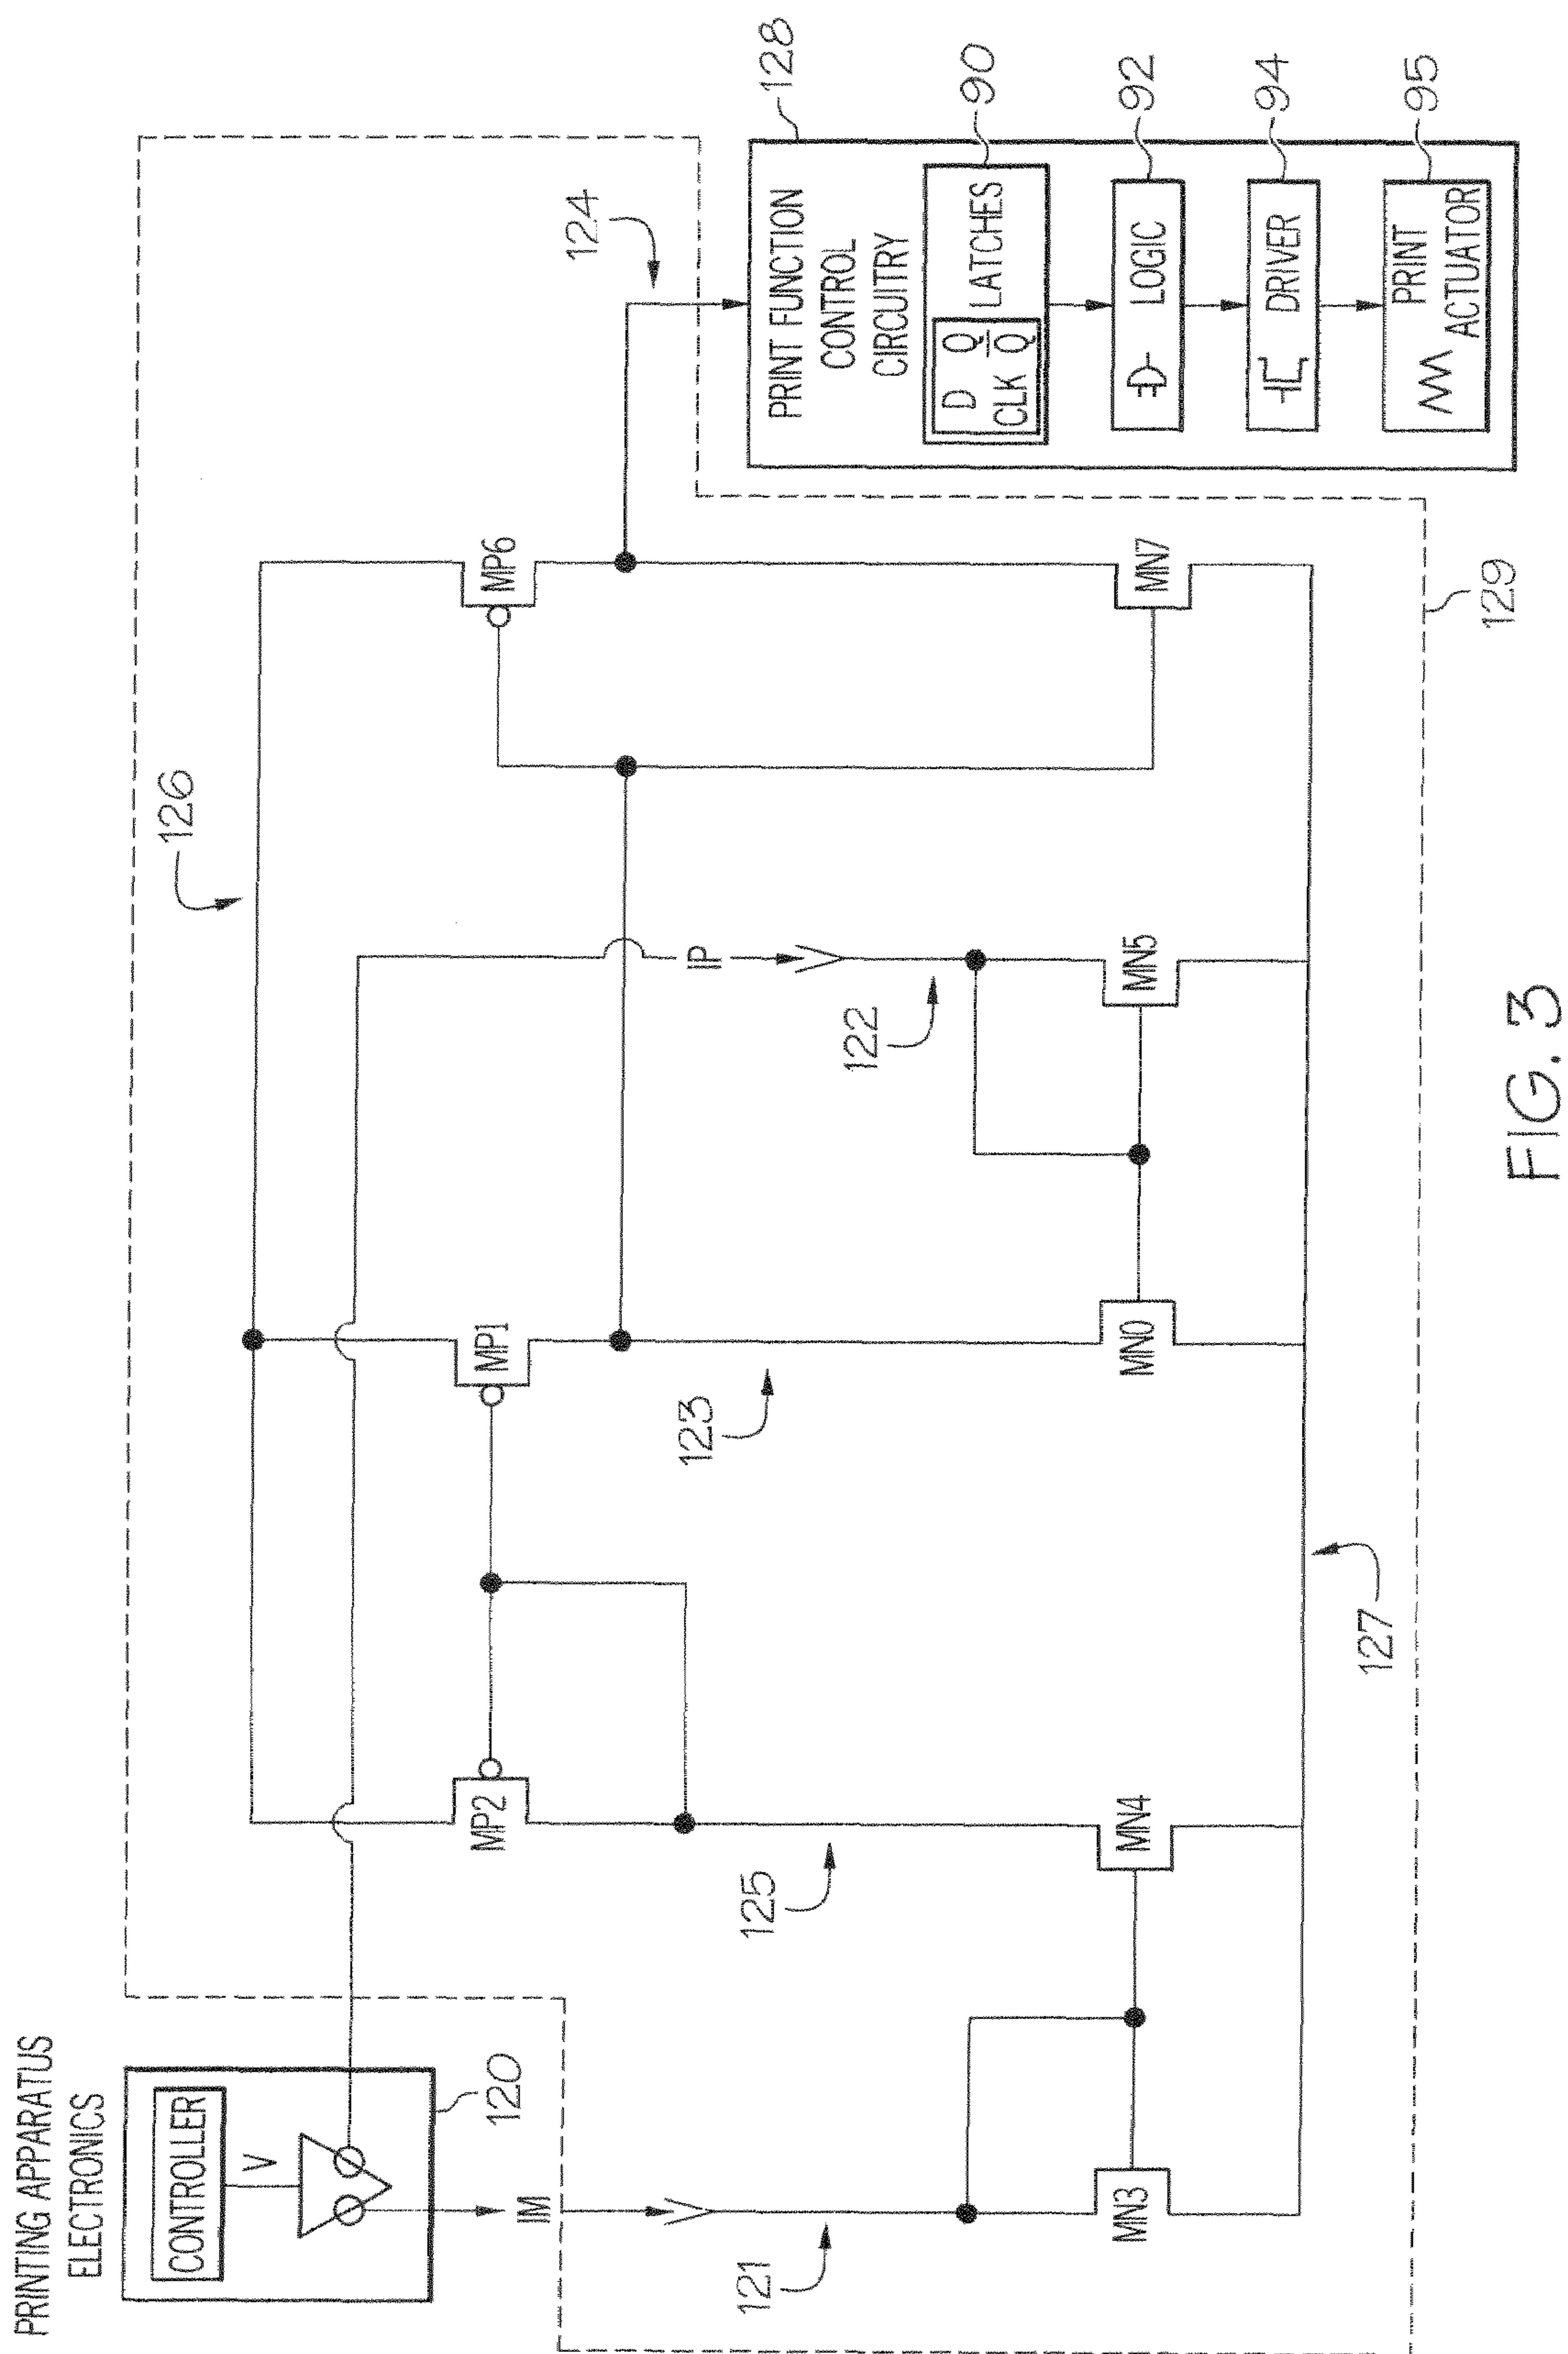 PRINTING APPARATUS
ELECTRONICS
CONTROLLER
V
120
IM
121
MN3
MP2
125
MN4
127
MP1
123
MN0
126
IP
122
MN5
MP6
MN7
129
124
128
PRINT FUNCTION
CONTROL
CIRCUITRY
D Q
CLK Q
LATCHES
90
LOGIC
92
DRIVER
94
PRINT
ACTUATOR
95
FIG. 3